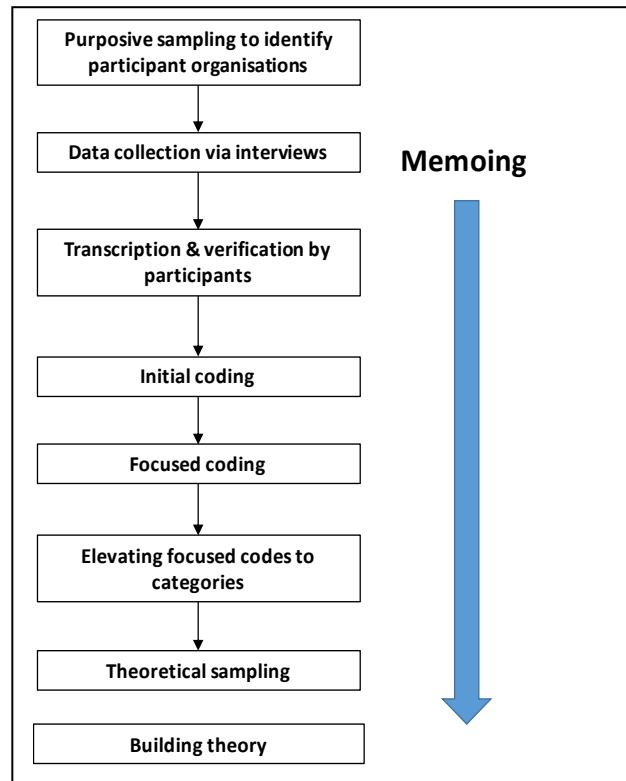 Purposive sampling to identify
participant organisations
Data collection via interviews
Memoing
Transcription & verification by
participants
Initial coding
Focused coding
Elevating focused codes to
categories
Theoretical sampling
Building theory